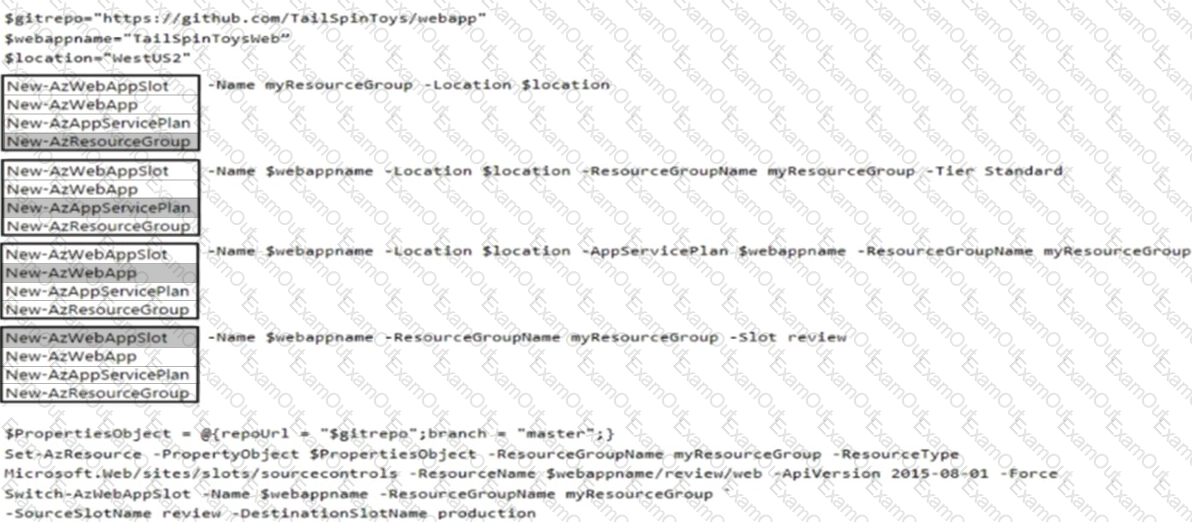 $gitrepo="https://github.com/TailSpinToys/webapp"
$webappname="TailSpinToysWeb"
$location="WestUS2"
New-AzWebAppSlot -Name myResourceGroup -Location $location
New-AzWebApp
New-AzAppServicePlan
New-AzResourceGroup
New-AzWebAppSlot -Name $webappname -Location $location -ResourceGroupName myResourceGroup -Tier Standard
New-AzWebApp
New-AzAppServicePlan
New-AzResourceGroup
New-AzWebAppSlot -Name $webappname -Location $location -AppServicePlan $webappname -ResourceGroupName myResourceGroup
New-AzWebApp
New-AzAppServicePlan
New-AzResourceGroup
New-AzWebAppSlot -Name $webappname -ResourceGroupName myResourceGroup -Slot review
New-AzWebApp
New-AzAppServicePlan
New-AzResourceGroup
$PropertiesObject = @{repoUrl = "$gitrepo";branch = "master";}
Set-AzResource -PropertyObject $PropertiesObject -ResourceGroupName myResourceGroup -ResourceType
Microsoft.Web/sites/slots/sourcecontrols -ResourceName $webappname/review/web -ApiVersion 2015-08-01 -Force
Switch-AzWebAppSlot -Name $webappname -ResourceGroupName myResourceGroup `
-SourceSlotName review -DestinationSlotName production